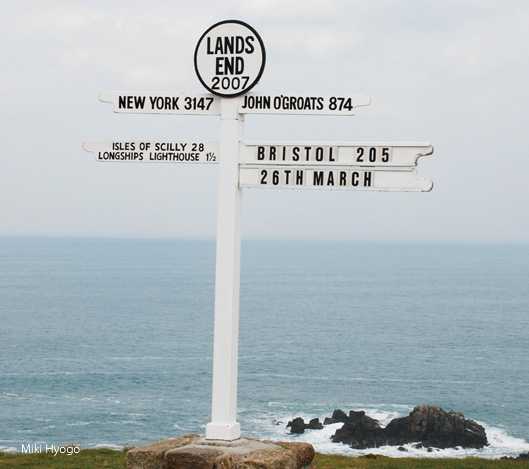 LANDS
END
2007
NEW YORK 3147
JOHN O'GROATS 874
ISLES OF SCILLY 28
LONGSHIPS LIGHTHOUSE 1½
BRISTOL 205
26TH MARCH
Miki Hyogo